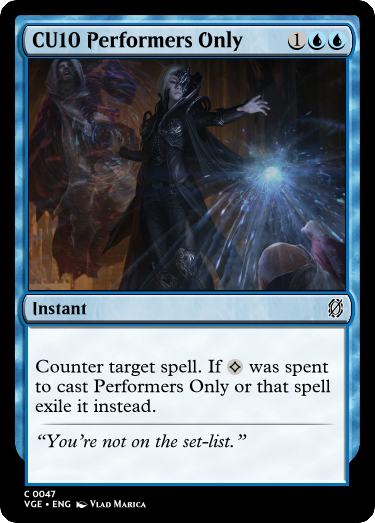 CU10 Performers Only 1
Instant
Counter target spell. If was spent
to cast Performers Only or that spell
exile it instead.
“You’re not on the set-list.”
C 0047
VGE • ENG Vlad Marica